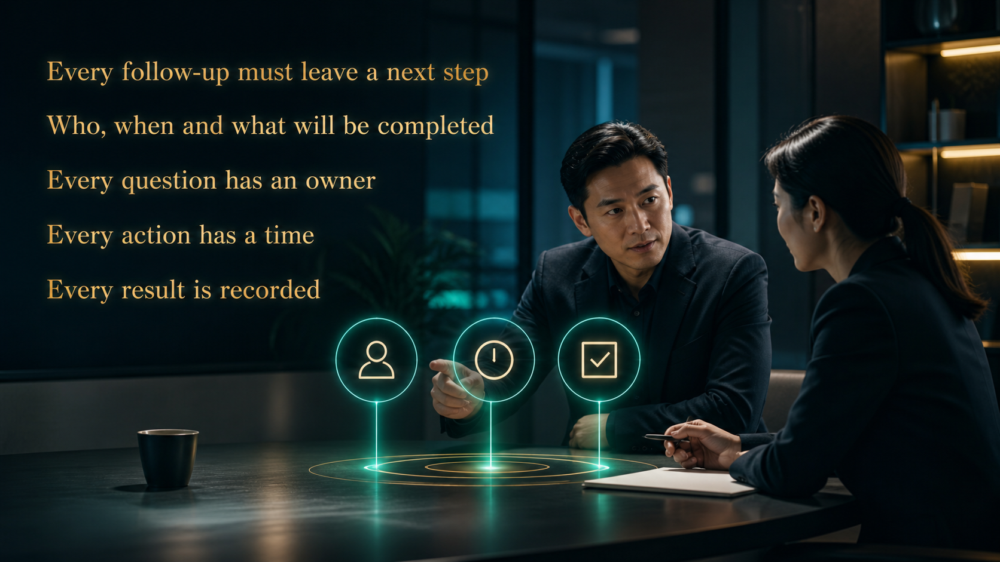 Every follow-up must leave a next step
Who, when and what will be completed
Every question has an owner
Every action has a time
Every result is recorded